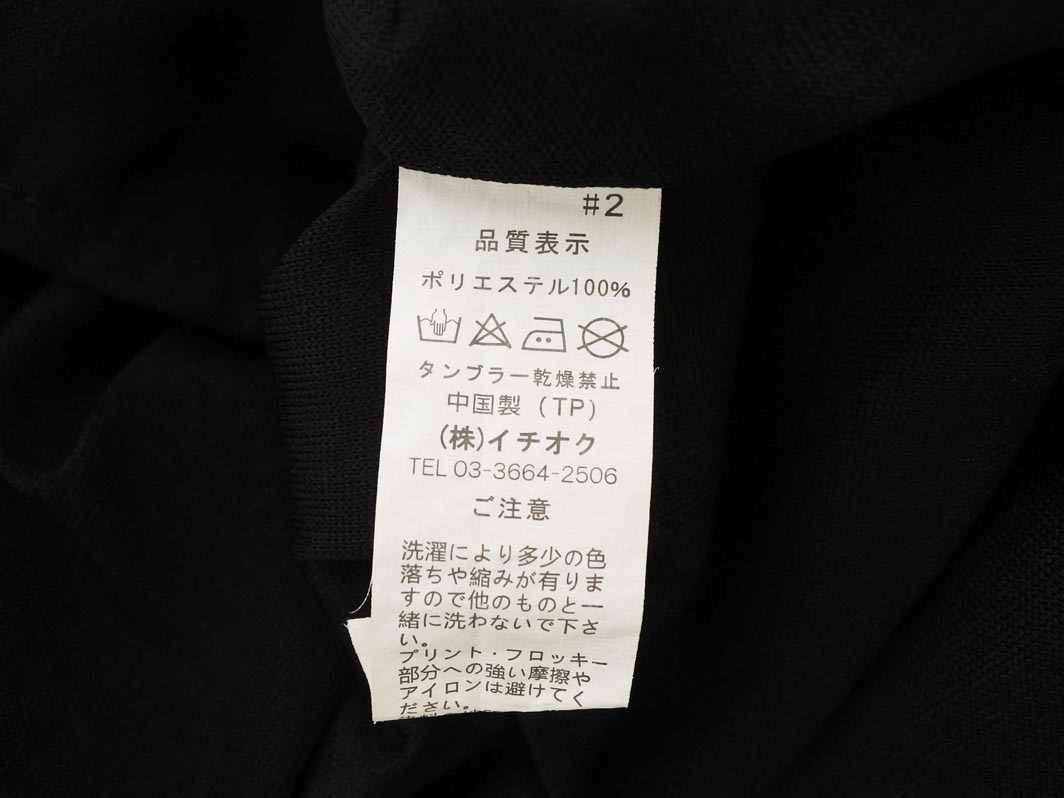 #2
品質表示
ポリエステル100%
タンブラー乾燥禁止
中国製 (TP)
(株)イチオク
TEL 03-3664-2506
ご注意
洗濯により多少の色
落ちや縮みが有りま
すので他のものと一
緒に洗わないで下さ
い。
プリント・フロッキー
部分への強い摩擦や
アイロンは避けてく
ださい。